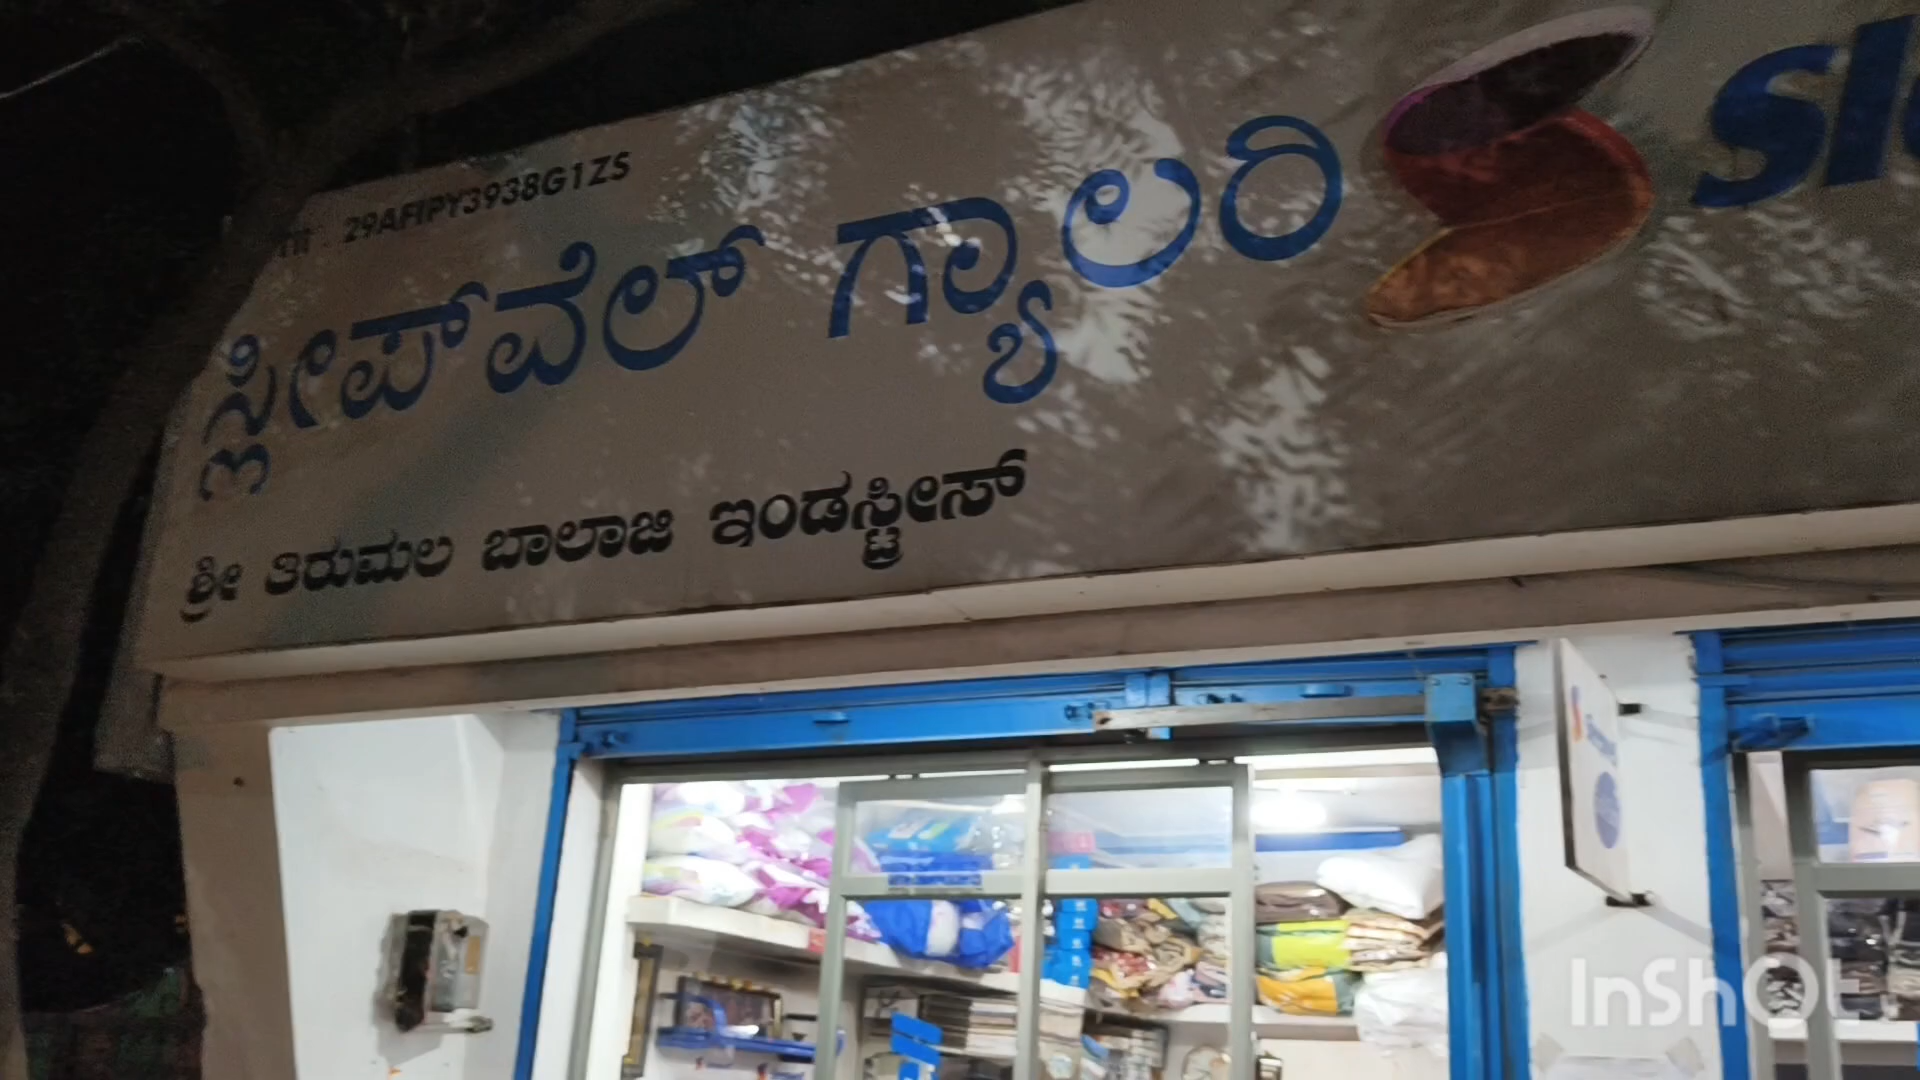 29AFIPY3938G1ZS
ಸ್ಲೀಪ್‌ವೆಲ್ ಗ್ಯಾಲರಿ
ಶ್ರೀ ತಿರುಮಲ ಬಾಲಾಜಿ ಇಂಡಸ್ಟ್ರೀಸ್
InShOt